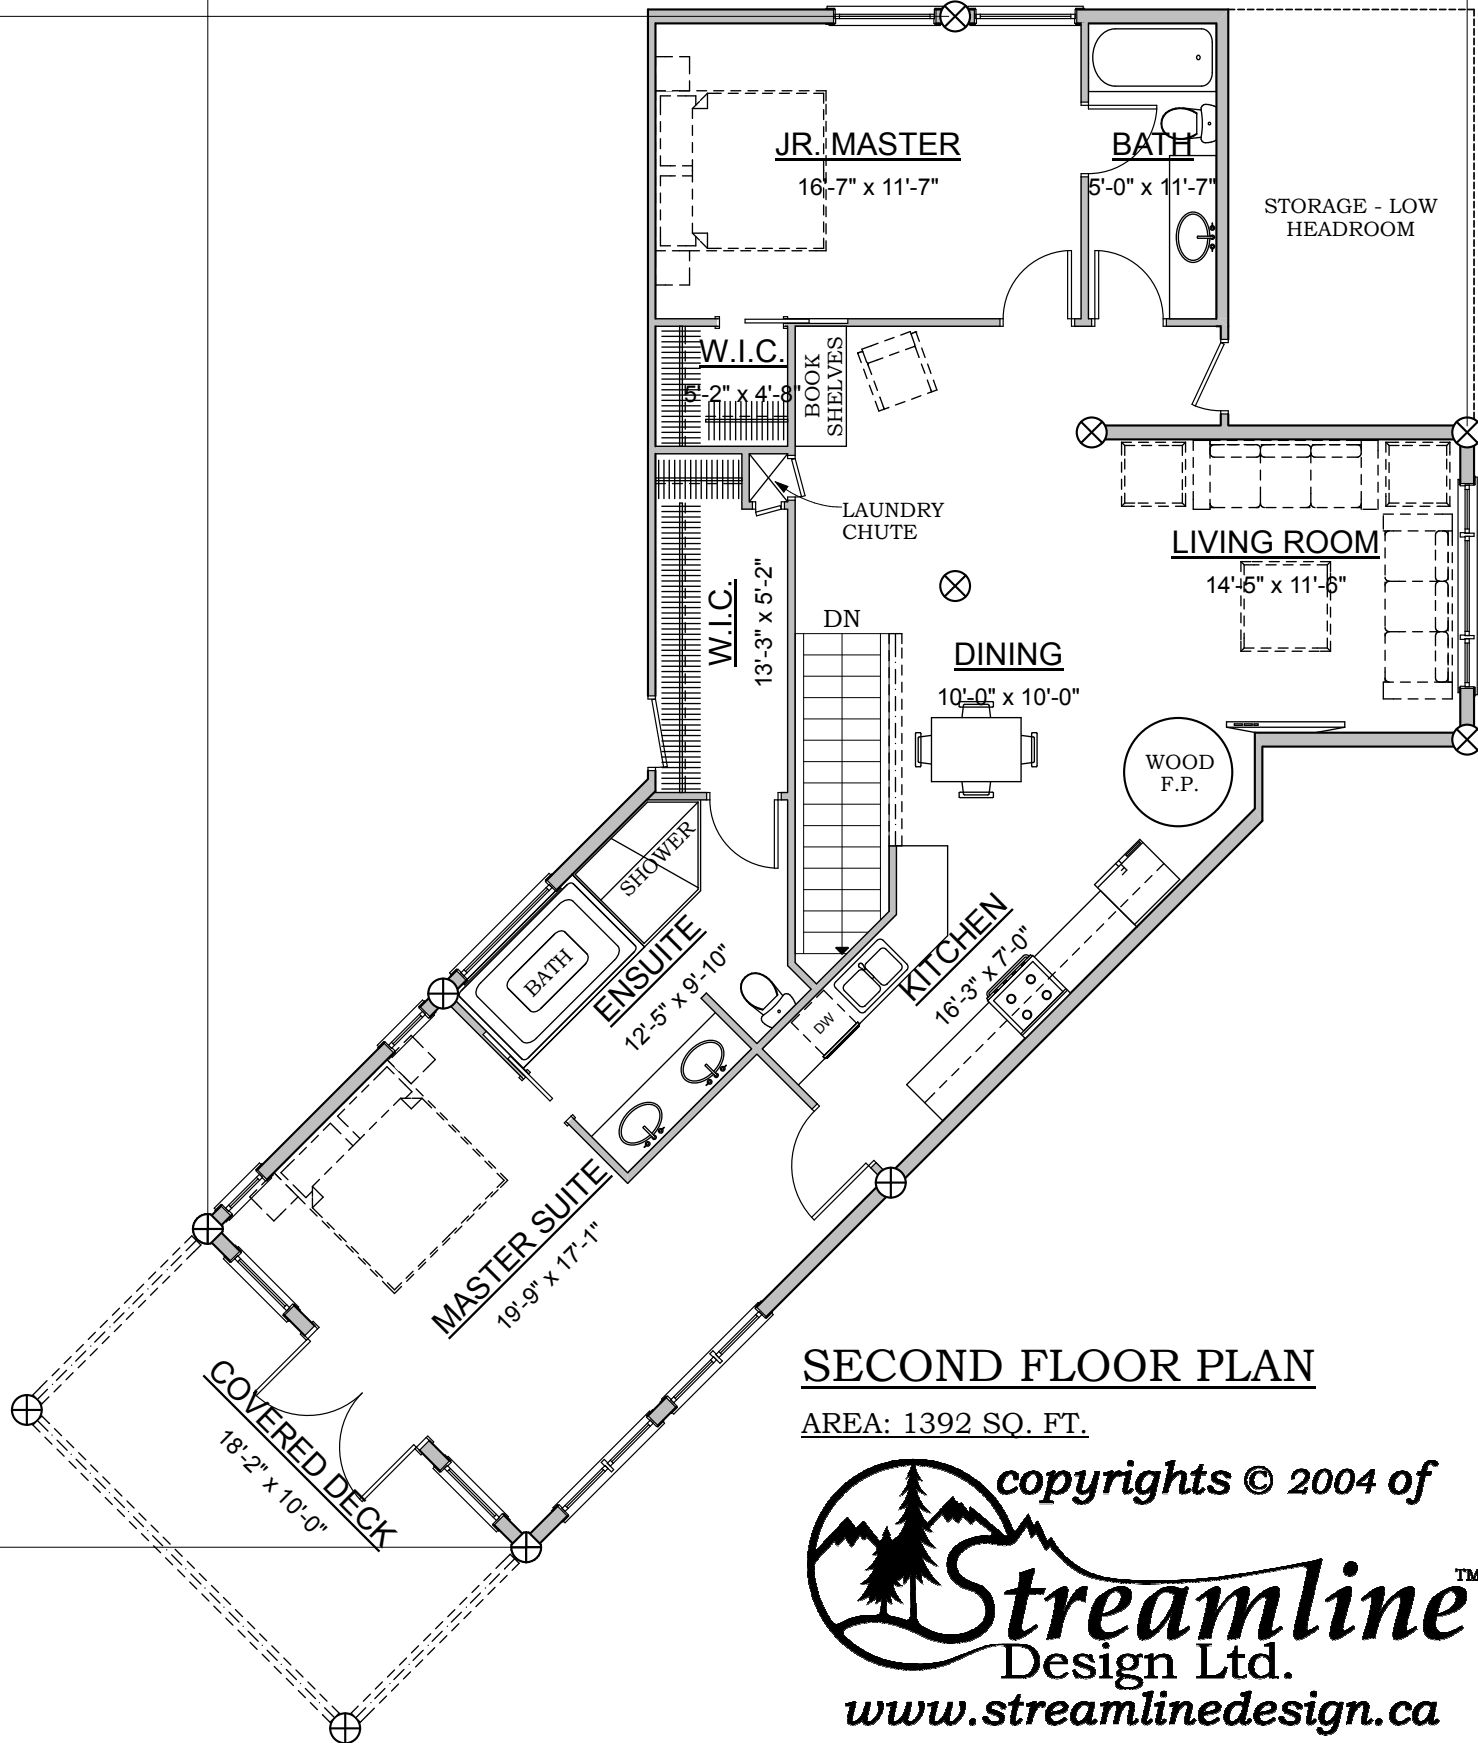 JR. MASTER
16'-7" x 11'-7"
BATH
5'-0" x 11'-7"
STORAGE - LOW
HEADROOM
W.I.C.
5'-2" x 4'-8"
BOOK
SHELVES
LAUNDRY
CHUTE
LIVING ROOM
14'-5" x 11'-6"
W.I.C.
13'-3" x 5'-2"
DN
DINING
10'-0" x 10'-0"
WOOD
F.P.
SHOWER
BATH
ENSUITE
12'-5" x 9'-10"
KITCHEN
16'-3" x 7'-0"
DW
MASTER SUITE
19'-9" x 17'-1"
COVERED DECK
18'-2" x 10'-0"
SECOND FLOOR PLAN
AREA: 1392 SQ. FT.
copyrights © 2004 of
Streamline™
Design Ltd.
www.streamlinedesign.ca